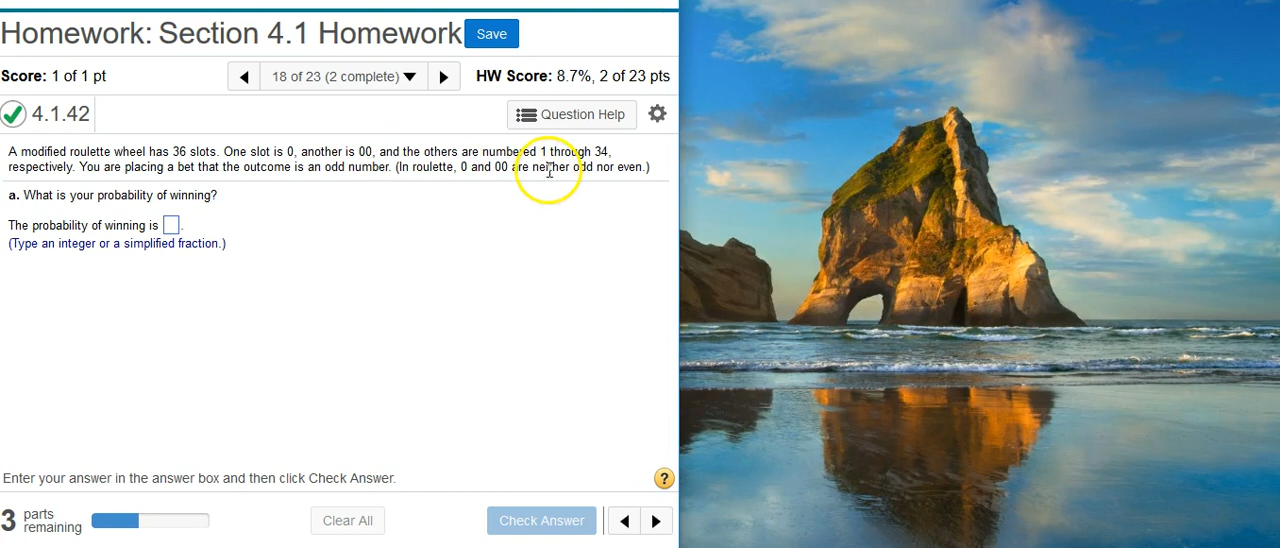 Homework: Section 4.1 Homework Save
Score: 1 of 1 pt 18 of 23 (2 complete) HW Score: 8.7%, 2 of 23 pts
4.1.42 Question Help
A modified roulette wheel has 36 slots. One slot is 0, another is 00, and the others are numbered 1 through 34,
respectively. You are placing a bet that the outcome is an odd number. (In roulette, 0 and 00 are neither odd nor even.)
a. What is your probability of winning?
The probability of winning is .
(Type an integer or a simplified fraction.)
Enter your answer in the answer box and then click Check Answer. ?
3 parts
remaining Clear All Check Answer